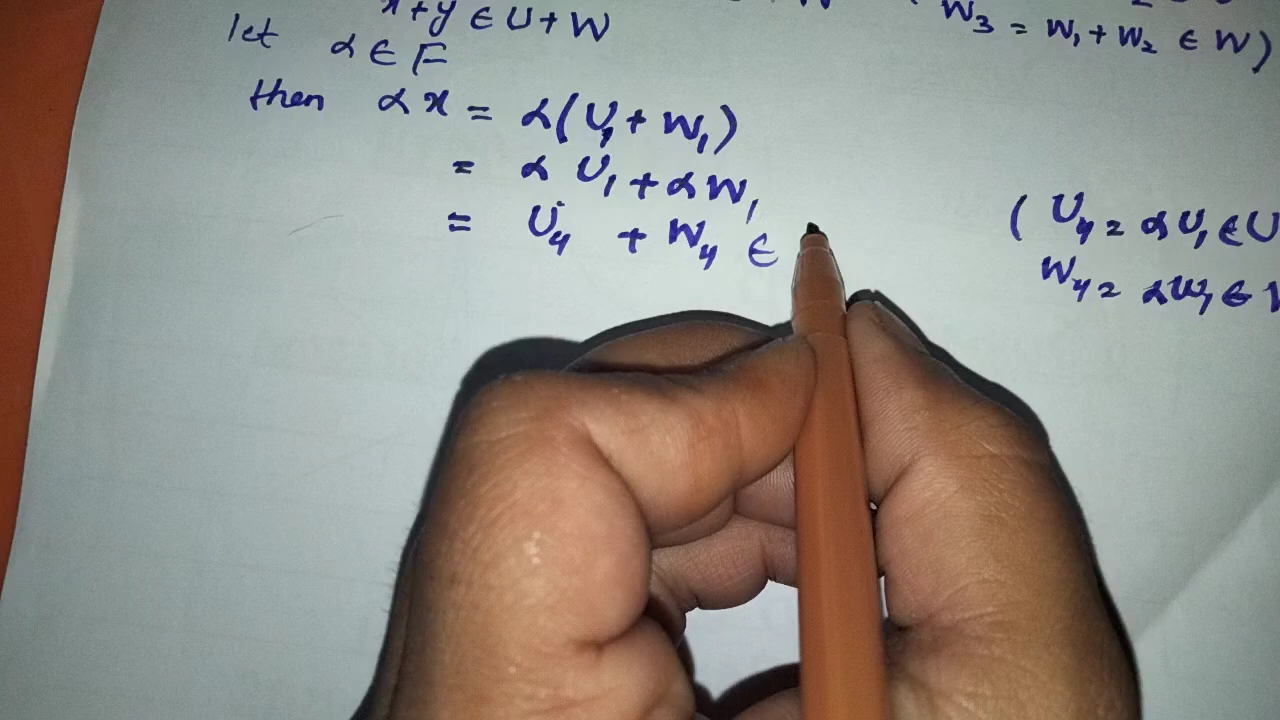 x+y ∈ U+W
W₃ = W₁+W₂ ∈ W)
let α ∈ F
then αx = α(U₁+W₁)
= αU₁+αW₁
= U₄ + W₄ ∈
(U₄ = αU₁ ∈ U
W₄ = αW₁ ∈